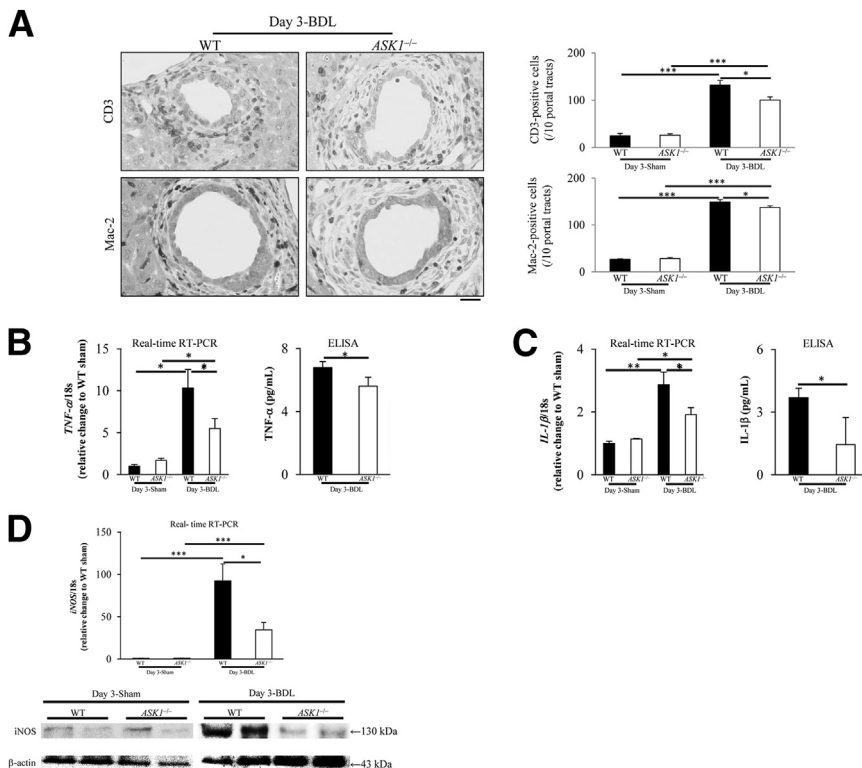 A
Day 3-BDL
WT
ASK1–/–
CD3
Mac-2
CD3-positive cells
(/10 portal tracts)
200
100
0
***
***
*
WT
ASK1–/–
WT
ASK1–/–
Day 3-Sham
Day 3-BDL
Mac-2-positive cells
(/10 portal tracts)
200
150
100
50
0
***
***
*
WT
ASK1–/–
WT
ASK1–/–
Day 3-Sham
Day 3-BDL
B
Real-time RT-PCR
TNF-α/18s
(relative change to WT sham)
15
10
5
0
*
*
*
WT
ASK1–/–
WT
ASK1–/–
Day 3-Sham
Day 3-BDL
ELISA
TNF-α (pg/mL)
8
4
0
*
WT
ASK1–/–
Day 3-BDL
C
Real-time RT-PCR
IL-1β/18s
(relative change to WT sham)
4
2
0
*
**
*
WT
ASK1–/–
WT
ASK1–/–
Day 3-Sham
Day 3-BDL
ELISA
IL-1β (pg/mL)
6
3
0
*
WT
ASK1–/–
Day 3-BDL
D
Real- time RT-PCR
iNOS/18s
(relative change to WT sham)
150
100
50
0
***
***
*
WT
ASK1–/–
WT
ASK1–/–
Day 3-Sham
Day 3-BDL
Day 3-Sham
Day 3-BDL
WT
ASK1–/–
WT
ASK1–/–
iNOS
←130 kDa
β-actin
←43 kDa